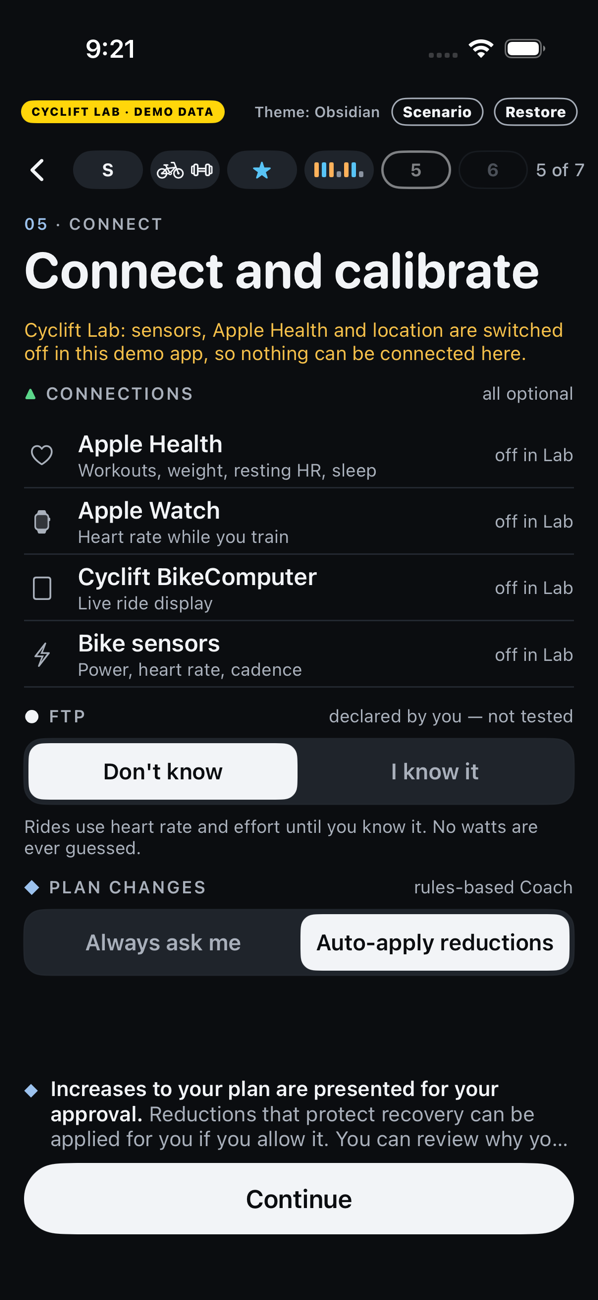 9:21
CYCLIFT LAB · DEMO DATA
Theme: Obsidian
Scenario
Restore
S
5
6
5 of 7
05 · CONNECT
Connect and calibrate
Cyclift Lab: sensors, Apple Health and location are switched
off in this demo app, so nothing can be connected here.
CONNECTIONS
all optional
Apple Health
Workouts, weight, resting HR, sleep
off in Lab
Apple Watch
Heart rate while you train
off in Lab
Cyclift BikeComputer
Live ride display
off in Lab
Bike sensors
Power, heart rate, cadence
off in Lab
FTP
declared by you — not tested
Don't know
I know it
Rides use heart rate and effort until you know it. No watts are
ever guessed.
PLAN CHANGES
rules-based Coach
Always ask me
Auto-apply reductions
Increases to your plan are presented for your
approval. Reductions that protect recovery can be
applied for you if you allow it. You can review why yo...
Continue